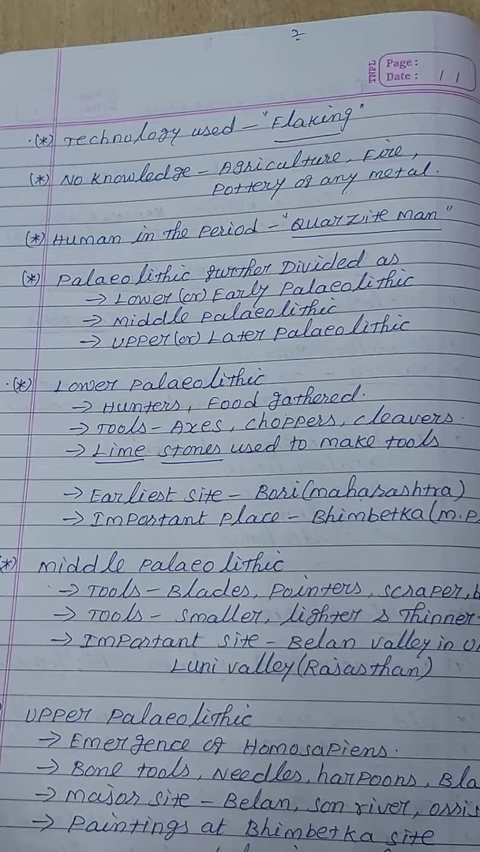 2
TNPL
Page:
Date: / /
(*) Technology used - "Flaking"
(*) No knowledge - Agriculture, Fire,
Pottery of any metal.
(*) Human in the Period - "Quarzite man"
(*) Palaeolithic further Divided as
→ Lower (or) Early Palaeolithic
→ Middle Palaeolithic
→ Upper (or) Later Palaeolithic
(*) Lower Palaeolithic
→ Hunters, Food gathered.
→ Tools - Axes, choppers, cleavers.
→ Lime stones used to make tools
→ Earliest site - Bori (maharashtra)
→ Important Place - Bhimbetka (M.P.
(*) Middle Palaeolithic
→ Tools - Blades, Pointers, scraper,
→ Tools - smaller, lighter & Thinner
→ Important site - Belan valley in
Luni valley (Rajasthan)
Upper Palaeolithic
→ Emergence of Homosapiens.
→ Bone tools, Needles, harpoons, Bla
→ Major site - Belan, son river,
→ Paintings at Bhimbetka site